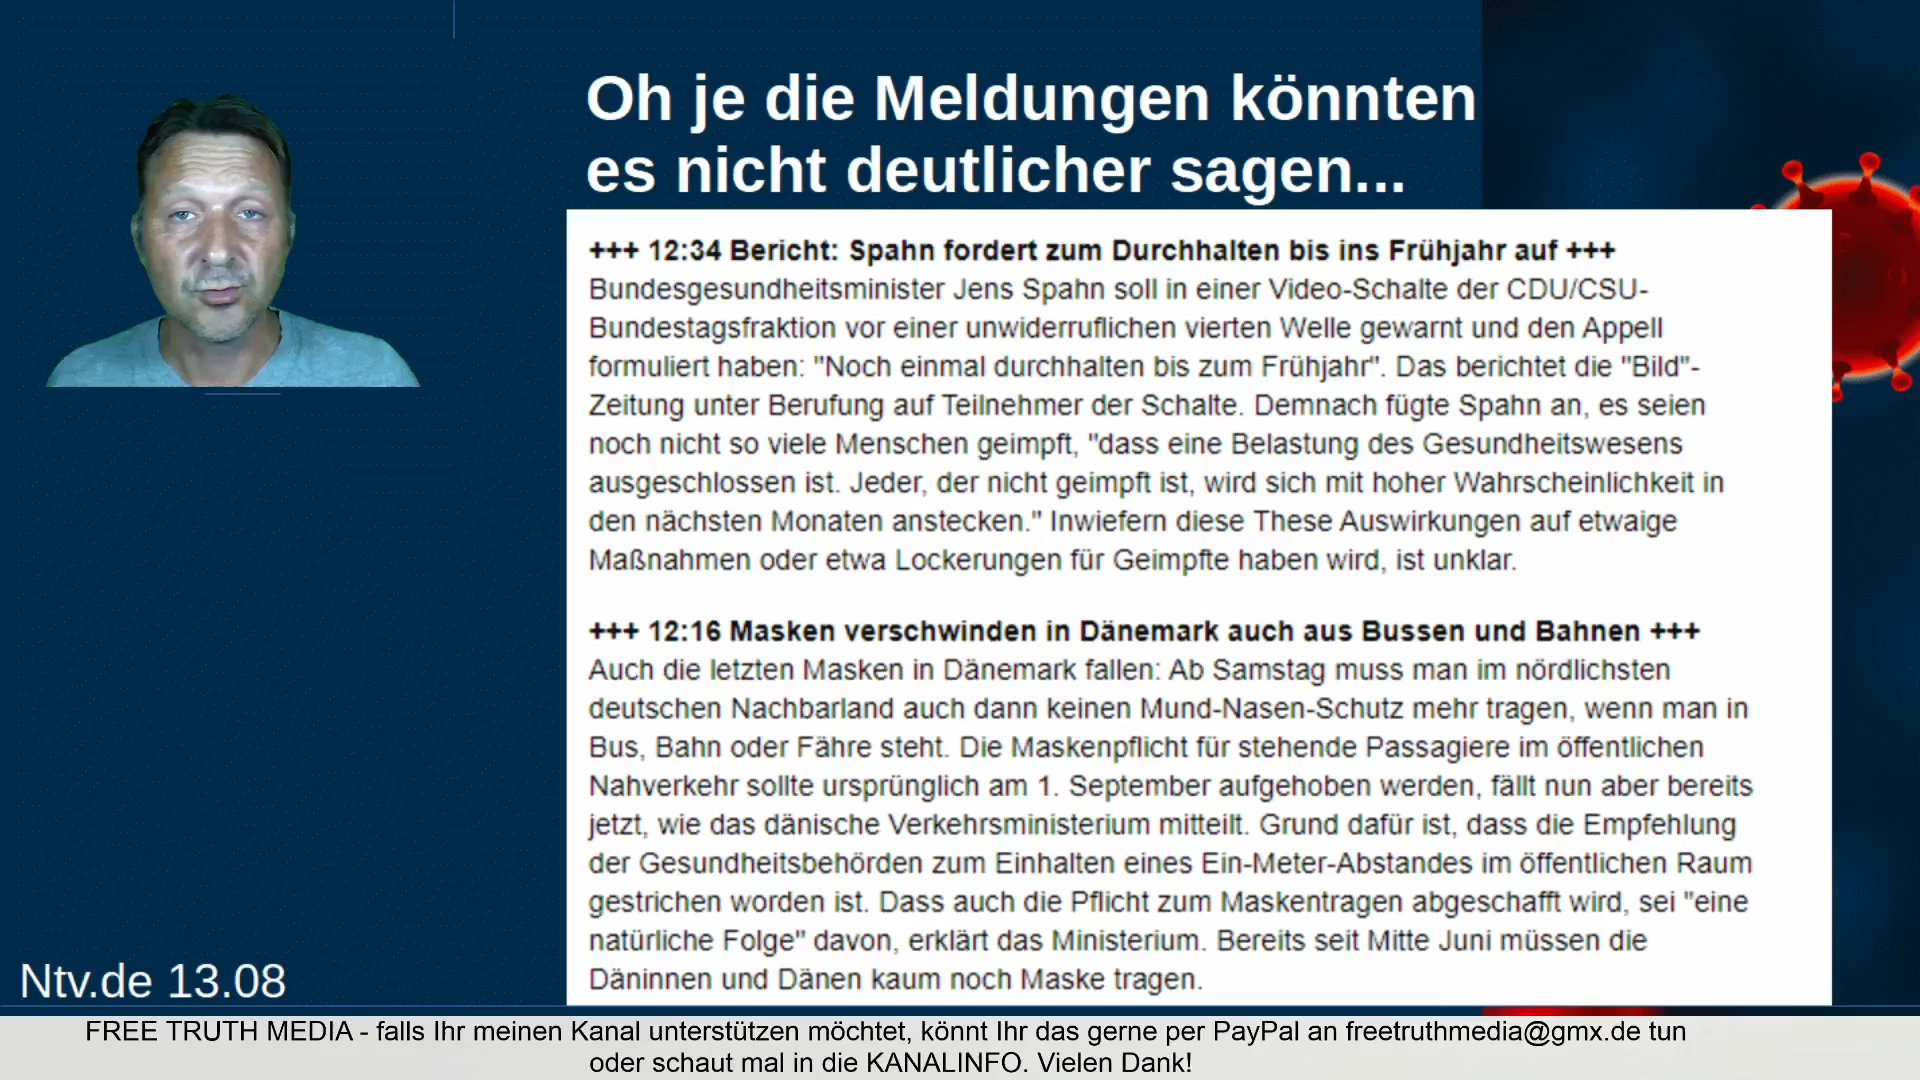 Oh je die Meldungen könnten
es nicht deutlicher sagen...
+++ 12:34 Bericht: Spahn fordert zum Durchhalten bis ins Frühjahr auf +++
Bundesgesundheitsminister Jens Spahn soll in einer Video-Schalte der CDU/CSU-
Bundestagsfraktion vor einer unwiderruflichen vierten Welle gewarnt und den Appell
formuliert haben: "Noch einmal durchhalten bis zum Frühjahr". Das berichtet die "Bild"-
Zeitung unter Berufung auf Teilnehmer der Schalte. Demnach fügte Spahn an, es seien
noch nicht so viele Menschen geimpft, "dass eine Belastung des Gesundheitswesens
ausgeschlossen ist. Jeder, der nicht geimpft ist, wird sich mit hoher Wahrscheinlichkeit in
den nächsten Monaten anstecken." Inwiefern diese These Auswirkungen auf etwaige
Maßnahmen oder etwa Lockerungen für Geimpfte haben wird, ist unklar.
+++ 12:16 Masken verschwinden in Dänemark auch aus Bussen und Bahnen +++
Auch die letzten Masken in Dänemark fallen: Ab Samstag muss man im nördlichsten
deutschen Nachbarland auch dann keinen Mund-Nasen-Schutz mehr tragen, wenn man in
Bus, Bahn oder Fähre steht. Die Maskenpflicht für stehende Passagiere im öffentlichen
Nahverkehr sollte ursprünglich am 1. September aufgehoben werden, fällt nun aber bereits
jetzt, wie das dänische Verkehrsministerium mitteilt. Grund dafür ist, dass die Empfehlung
der Gesundheitsbehörden zum Einhalten eines Ein-Meter-Abstandes im öffentlichen Raum
gestrichen worden ist. Dass auch die Pflicht zum Maskentragen abgeschafft wird, sei "eine
natürliche Folge" davon, erklärt das Ministerium. Bereits seit Mitte Juni müssen die
Däninnen und Dänen kaum noch Maske tragen.
Ntv.de 13.08
FREE TRUTH MEDIA - falls Ihr meinen Kanal unterstützen möchtet, könnt Ihr das gerne per PayPal an freetruthmedia@gmx.de tun
oder schaut mal in die KANALINFO. Vielen Dank!